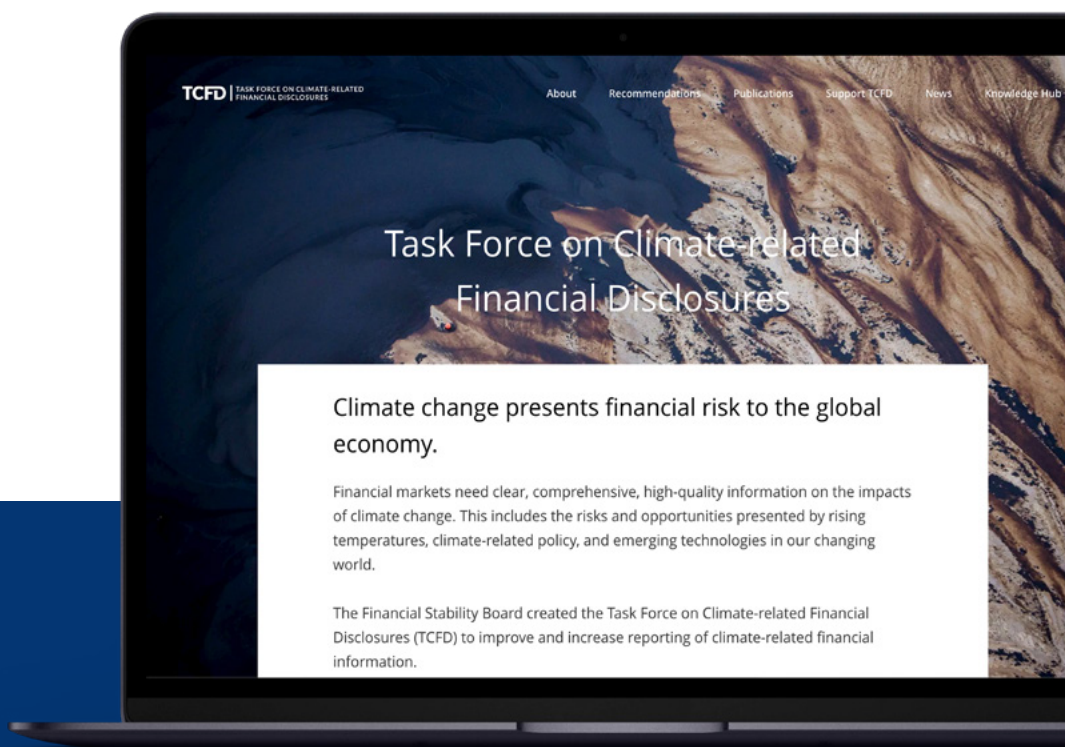 TCFD
TASK FORCE ON CLIMATE-RELATED
FINANCIAL DISCLOSURES
About Recommendations Publications Support TCFD News Knowledge Hub
Task Force on Climate-related
Financial Disclosures
Climate change presents financial risk to the global
economy.
Financial markets need clear, comprehensive, high-quality information on the impacts
of climate change. This includes the risks and opportunities presented by rising
temperatures, climate-related policy, and emerging technologies in our changing
world.
The Financial Stability Board created the Task Force on Climate-related Financial
Disclosures (TCFD) to improve and increase reporting of climate-related financial
information.